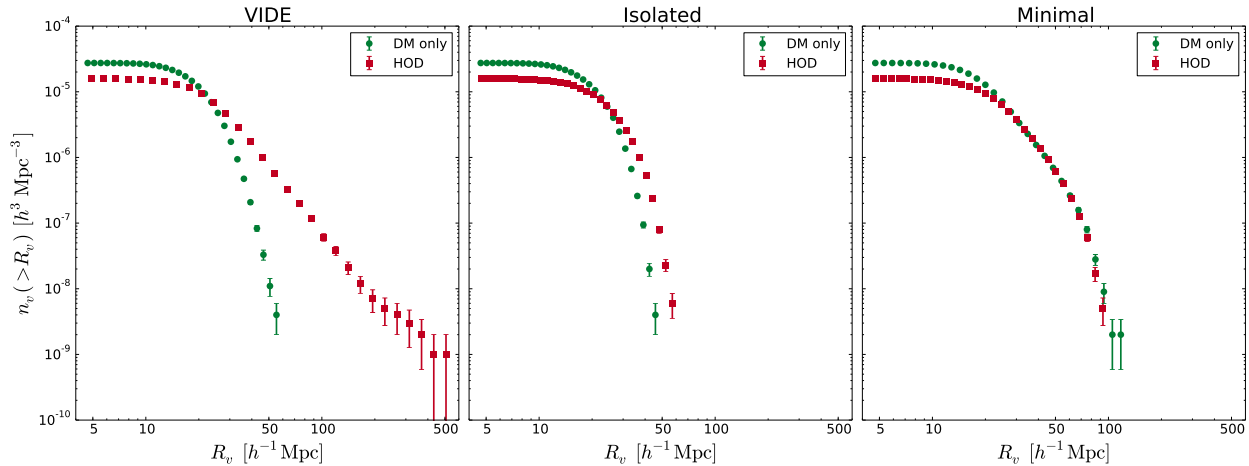 VIDE
Isolated
Minimal
DM only
HOD
DM only
HOD
DM only
HOD
n_v(>R_v) [h^3 Mpc^{-3}]
10^{-4}
10^{-5}
10^{-6}
10^{-7}
10^{-8}
10^{-9}
10^{-10}
5 10 50 100 500
5 10 50 100 500
5 10 50 100 500
R_v [h^{-1} Mpc]
R_v [h^{-1} Mpc]
R_v [h^{-1} Mpc]